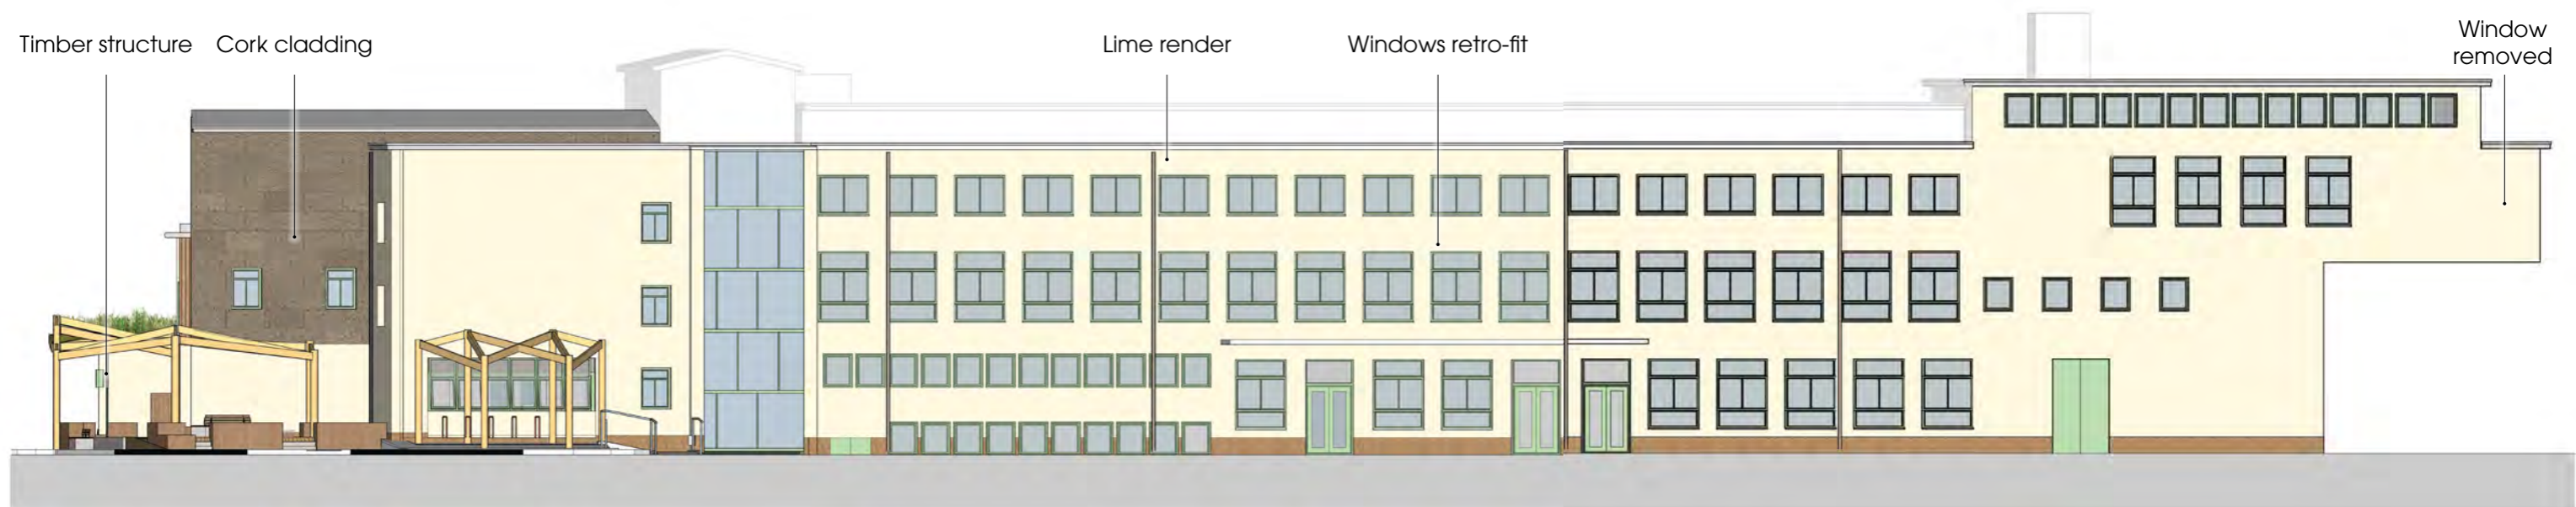 Timber structure
Cork cladding
Lime render
Windows retro-fit
Window
removed